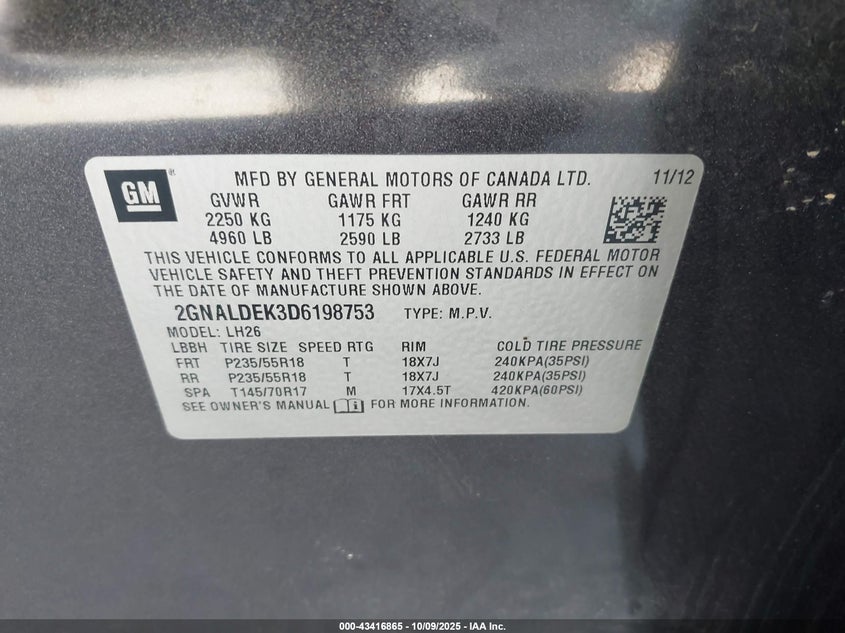 GM
®
MFD BY GENERAL MOTORS OF CANADA LTD. 11/12
GVWR GAWR FRT GAWR RR
2250 KG 1175 KG 1240 KG
4960 LB 2590 LB 2733 LB
THIS VEHICLE CONFORMS TO ALL APPLICABLE U.S. FEDERAL MOTOR
VEHICLE SAFETY AND THEFT PREVENTION STANDARDS IN EFFECT ON
THE DATE OF MANUFACTURE SHOWN ABOVE.
2GNALDEK3D6198753 TYPE: M.P.V.
MODEL: LH26
LBBH TIRE SIZE SPEED RTG RIM COLD TIRE PRESSURE
FRT P235/55R18 T 18X7J 240KPA(35PSI)
RR P235/55R18 T 18X7J 240KPA(35PSI)
SPA T145/70R17 M 17X4.5T 420KPA(60PSI)
SEE OWNER'S MANUAL FOR MORE INFORMATION.
000-43416865 - 10/09/2025 - IAA Inc.